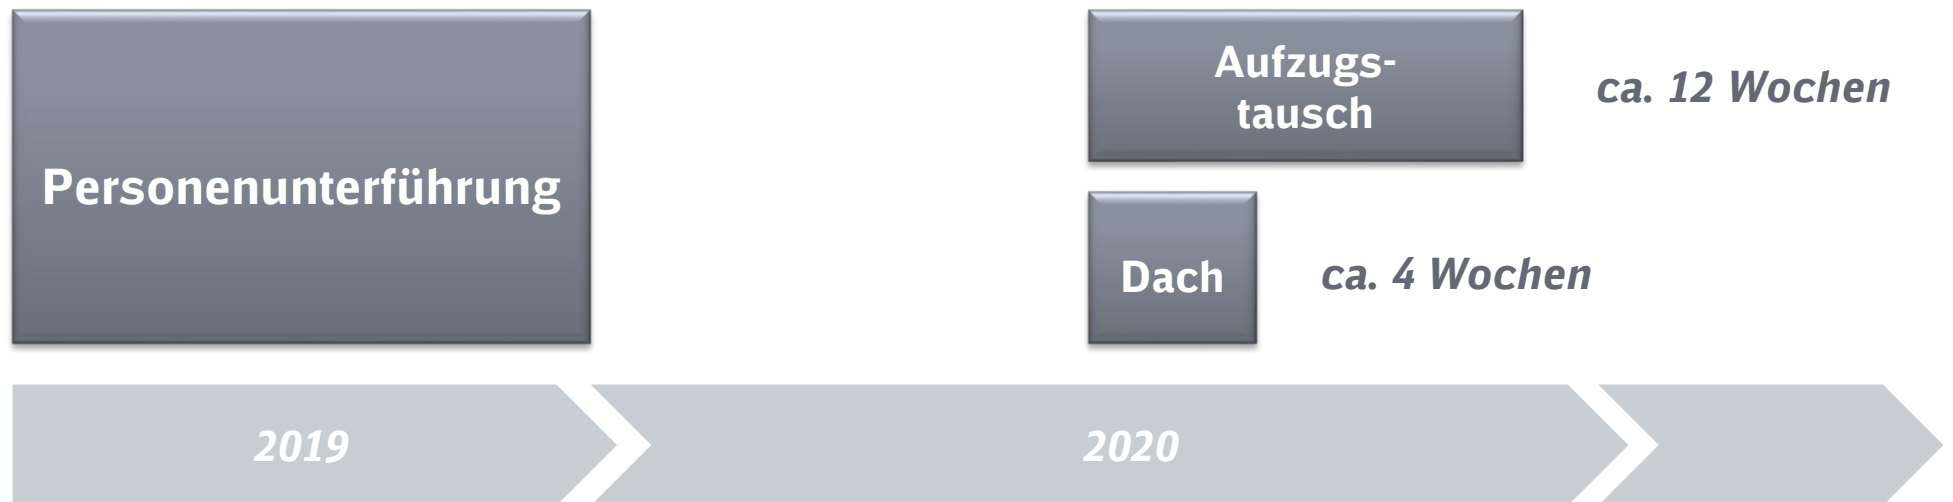 Personenunterführung
Aufzugs-
tausch
ca. 12 Wochen
Dach
ca. 4 Wochen
2019
2020